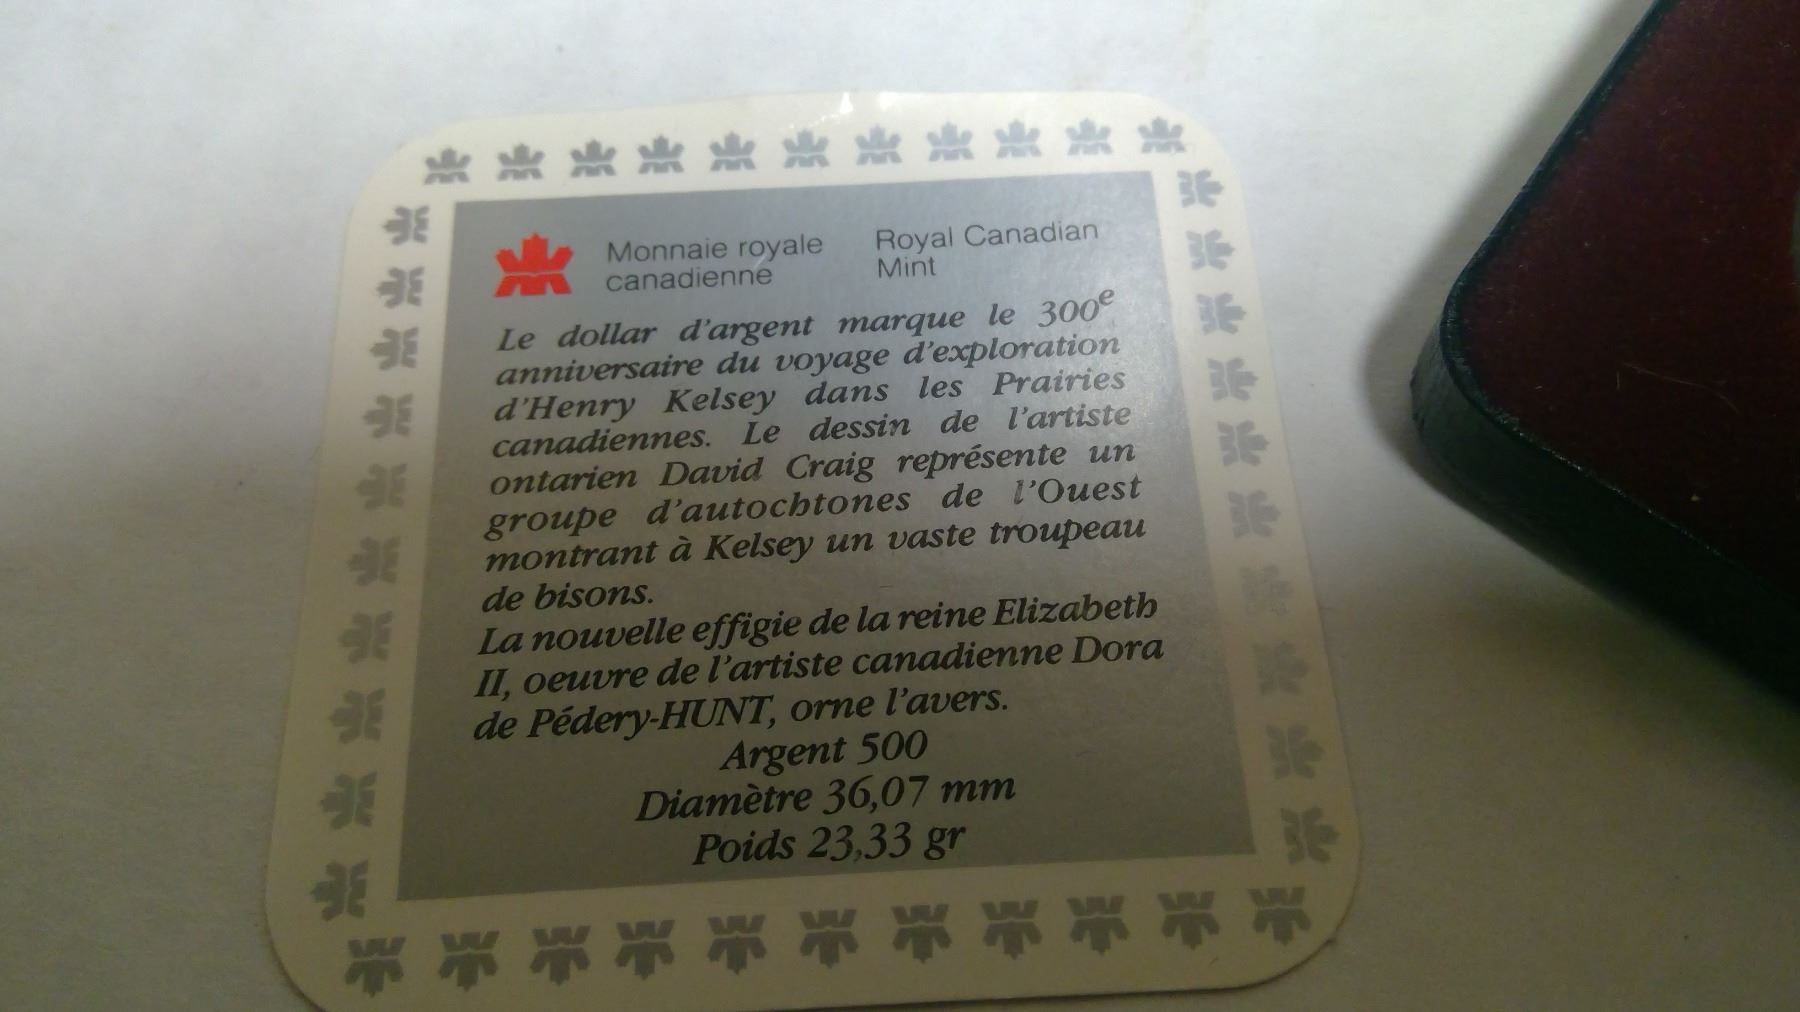 Monnaie royale canadienne
Royal Canadian Mint
Le dollar d'argent marque le 300e
anniversaire du voyage d'exploration
d'Henry Kelsey dans les Prairies
canadiennes. Le dessin de l'artiste
ontarien David Craig représente un
groupe d'autochtones de l'Ouest
montrant à Kelsey un vaste troupeau
de bisons.
La nouvelle effigie de la reine Elizabeth
II, oeuvre de l'artiste canadienne Dora
de Pédery-HUNT, orne l'avers.
Argent 500
Diamètre 36,07 mm
Poids 23,33 gr